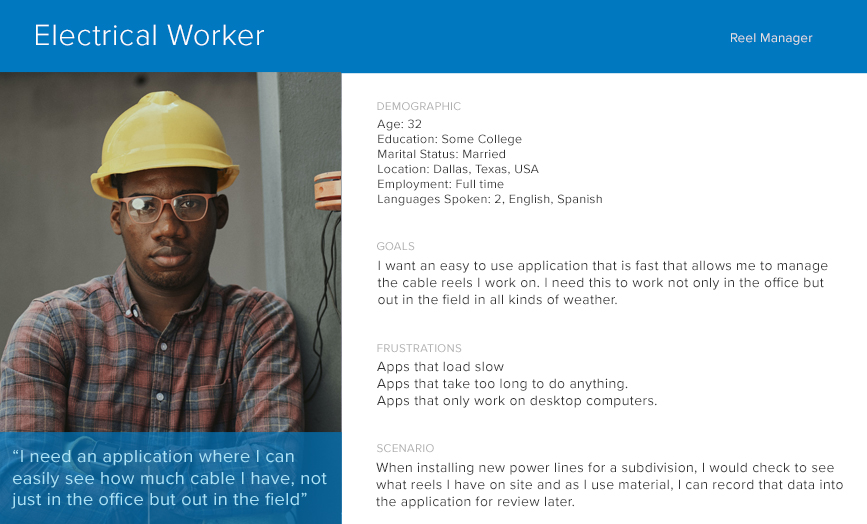 Electrical Worker
Reel Manager
DEMOGRAPHIC
Age: 32
Education: Some College
Marital Status: Married
Location: Dallas, Texas, USA
Employment: Full time
Languages Spoken: 2, English, Spanish
GOALS
I want an easy to use application that is fast that allows me to manage
the cable reels I work on. I need this to work not only in the office but
out in the field in all kinds of weather.
FRUSTRATIONS
Apps that load slow
Apps that take too long to do anything.
Apps that only work on desktop computers.
SCENARIO
When installing new power lines for a subdivision, I would check to see
what reels I have on site and as I use material, I can record that data into
the application for review later.
“I need an application where I can
easily see how much cable I have, not
just in the office but out in the field”